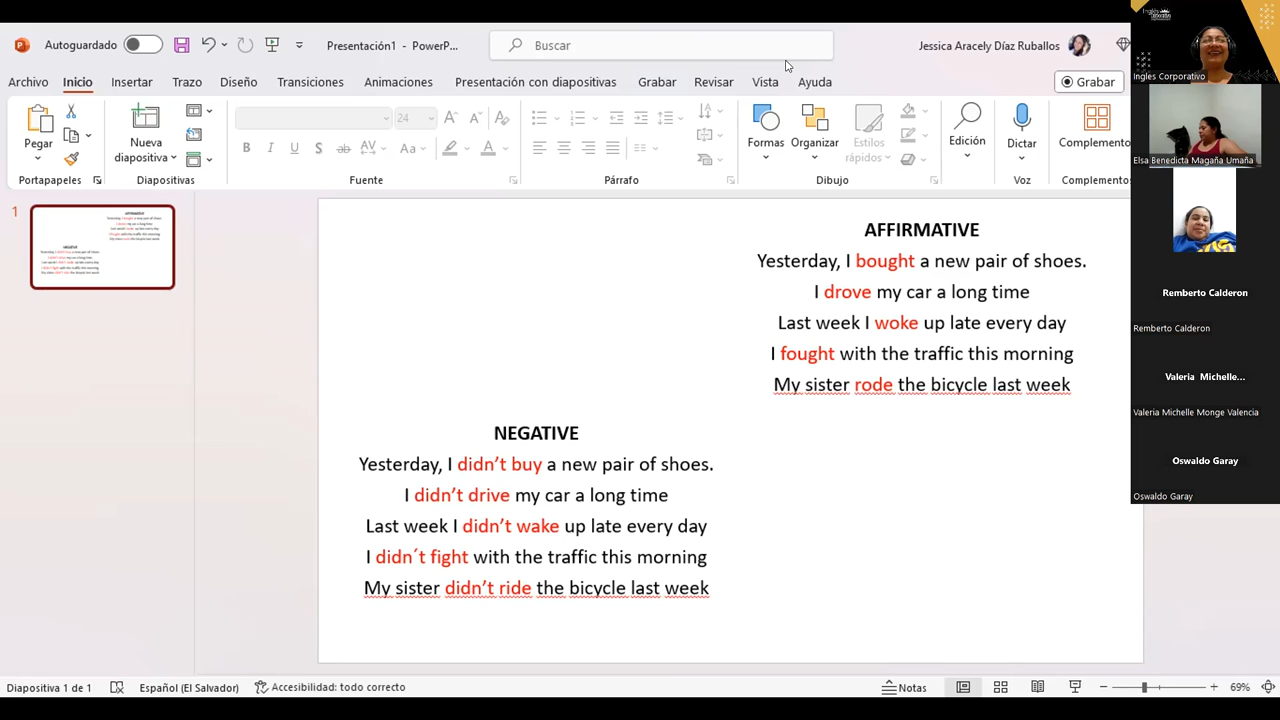 Autoguardado
Presentación1 - PowerP...
Buscar
Jessica Aracely Díaz Ruballos
Archivo Inicio Insertar Trazo Diseño Transiciones Animaciones Presentación con diapositivas Grabar Revisar Vista Ayuda
Grabar
Pegar
Nueva diapositiva
24
Formas
Organizar
Estilos rápidos
Edición
Dictar
Complemento
Portapapeles Diapositivas Fuente Párrafo Dibujo Voz Complementos
1
AFFIRMATIVE
Yesterday, I bought a new pair of shoes.
I drove my car a long time
Last week I woke up late every day
I fought with the traffic this morning
My sister rode the bicycle last week
NEGATIVE
Yesterday, I didn’t buy a new pair of shoes.
I didn’t drive my car a long time
Last week I didn’t wake up late every day
I didn´t fight with the traffic this morning
My sister didn’t ride the bicycle last week
Ingles Corporativo
Elsa Benedicta Magaña Umaña
Remberto Calderon
Remberto Calderon
Valeria Michelle...
Valeria Michelle Monge Valencia
Oswaldo Garay
Oswaldo Garay
Diapositiva 1 de 1
Español (El Salvador)
Accesibilidad: todo correcto
Notas
69%